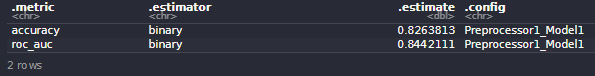 .metric .estimator .estimate .config
<chr> <chr> <dbl> <chr>
accuracy binary 0.8263813 Preprocessor1_Model1
roc_auc binary 0.8442111 Preprocessor1_Model1
2 rows